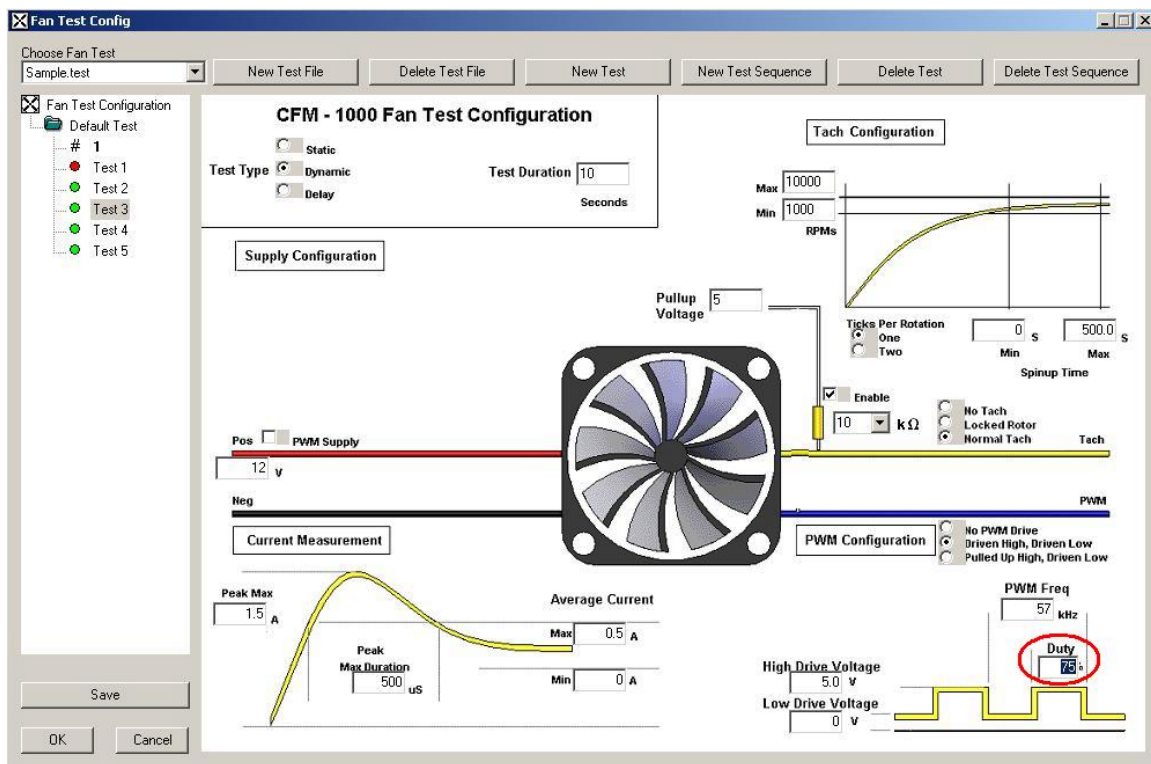 Fan Test Config
Choose Fan Test
Sample.test
New Test File
Delete Test File
New Test
New Test Sequence
Delete Test
Delete Test Sequence
Fan Test Configuration
Default Test
# 1
Test 1
Test 2
Test 3
Test 4
Test 5
Save
OK
Cancel
CFM - 1000 Fan Test Configuration
Test Type
Static
Dynamic
Delay
Test Duration 10
Seconds
Tach Configuration
Max 10000
Min 1000
RPMs
Ticks Per Rotation
One
Two
0 S
Min
500.0 S
Max
Spinup Time
Supply Configuration
Pullup Voltage 5
Enable
10 kΩ
No Tach
Locked Rotor
Normal Tach
Tach
Pos PWM Supply
12 V
Neg
PWM
Current Measurement
PWM Configuration
No PWM Drive
Driven High, Driven Low
Pulled Up High, Driven Low
Peak Max
1.5 A
Peak
Max Duration
500 uS
Average Current
Max 0.5 A
Min 0 A
PWM Freq
57 kHz
Duty
75
High Drive Voltage
5.0 V
Low Drive Voltage
0 V